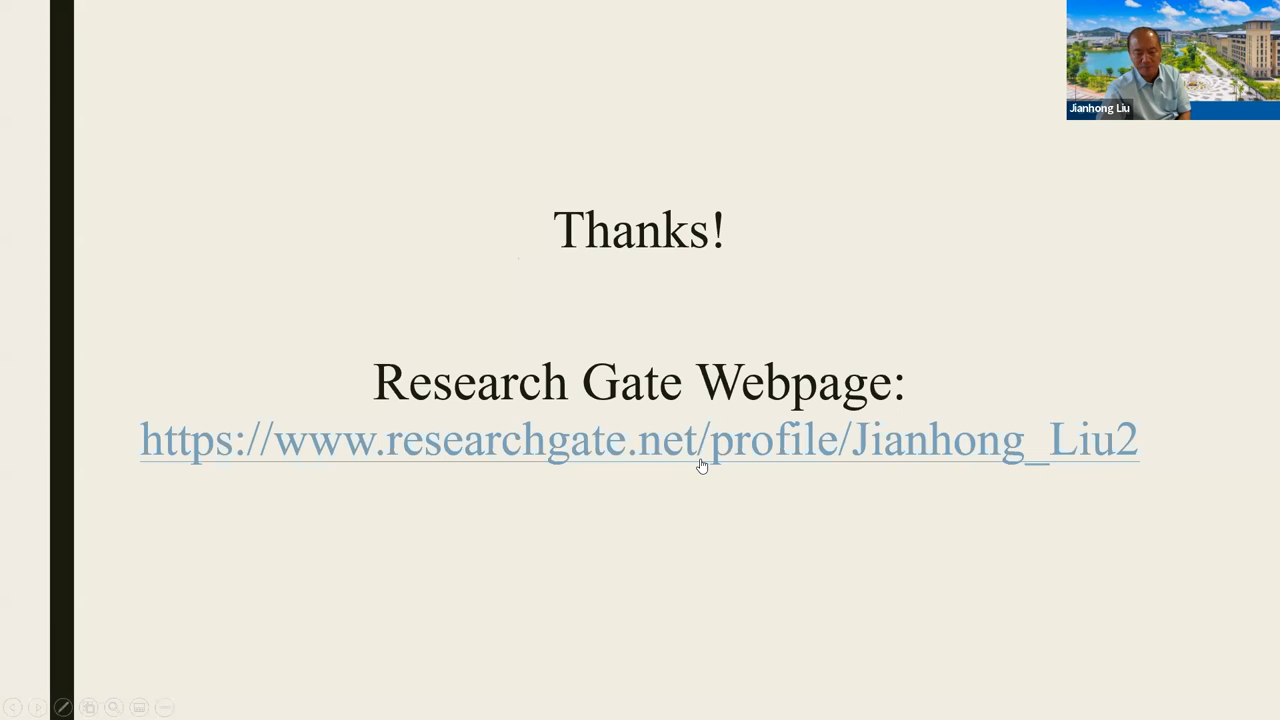 Jianhong Liu
Thanks!
Research Gate Webpage:
https://www.researchgate.net/profile/Jianhong_Liu2